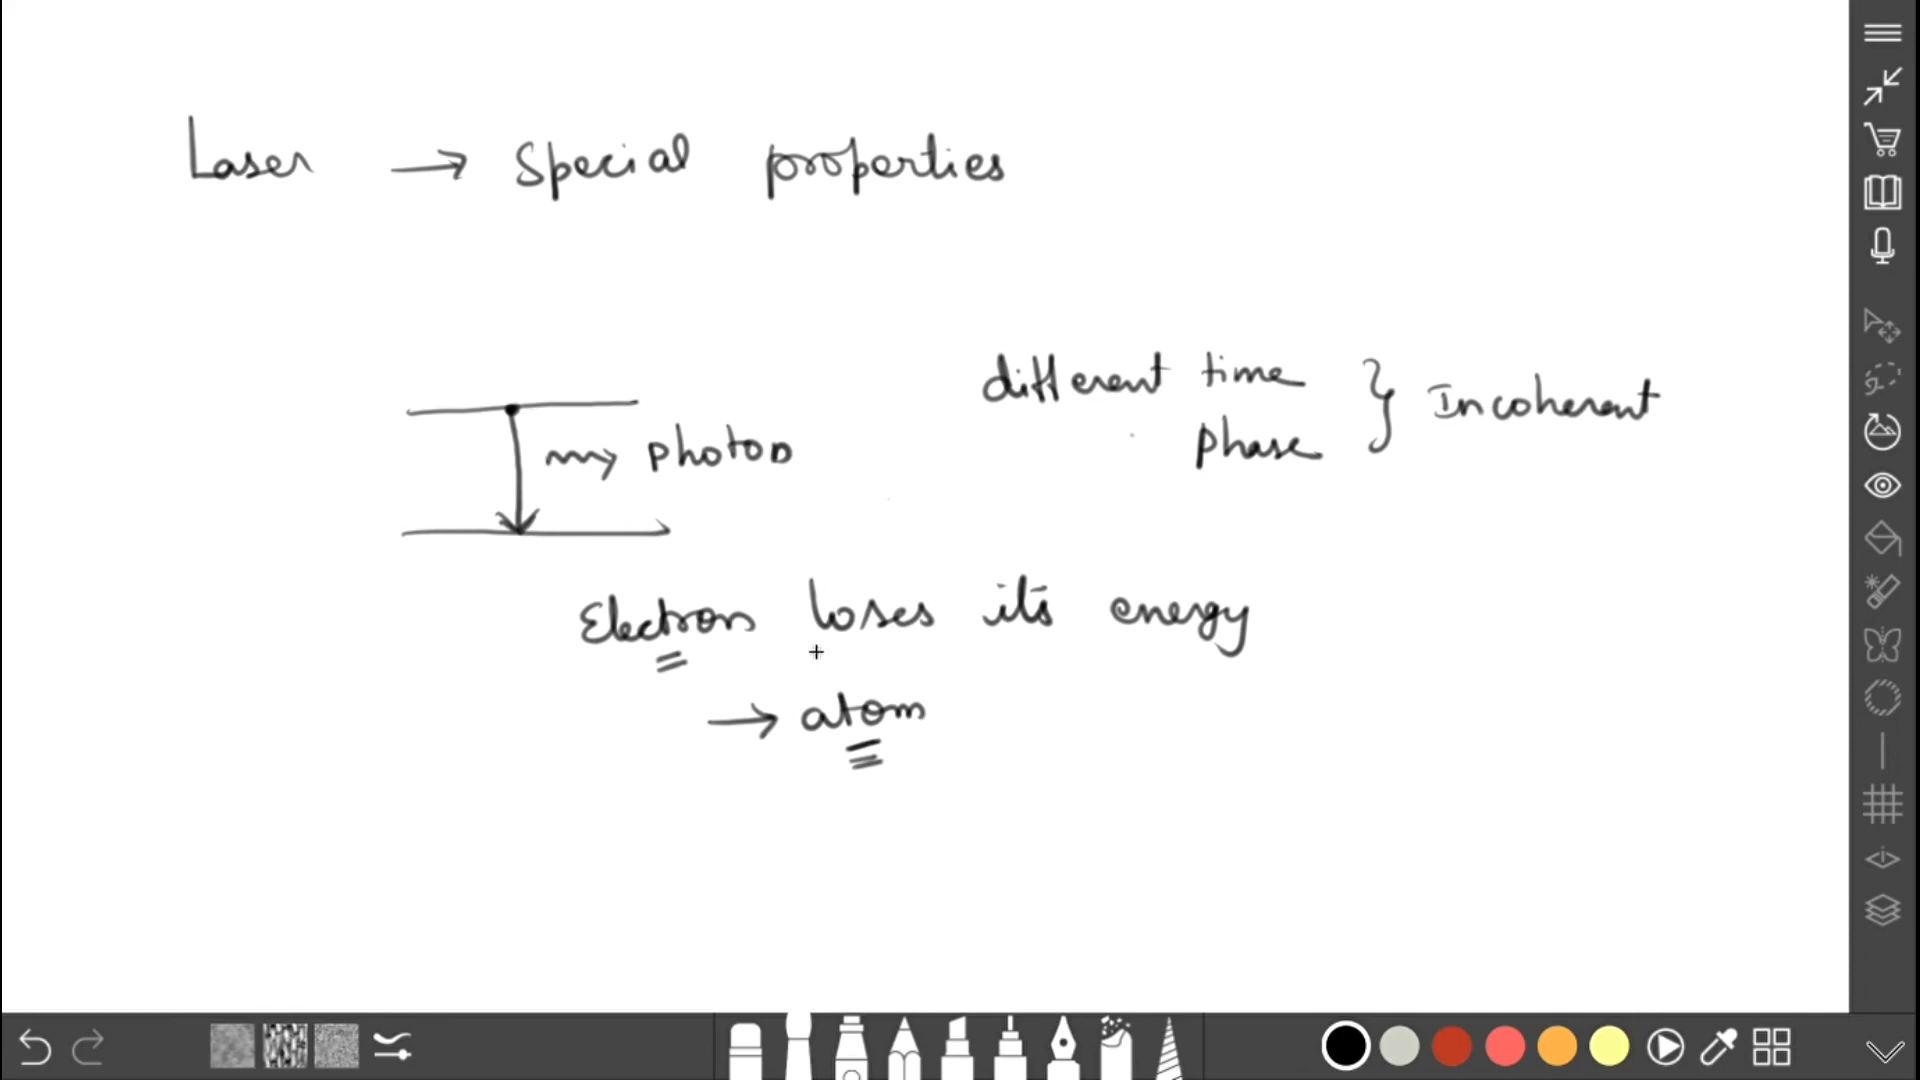 Laser → Special properties
different time
phase } Incoherent
photon
Electron loses its energy
→ atom